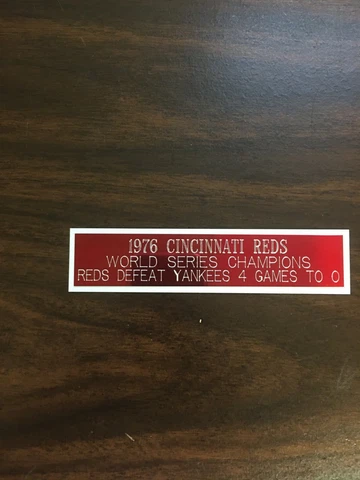 1976 CINCINNATI REDS
WORLD SERIES CHAMPIONS
REDS DEFEAT YANKEES 4 GAMES TO 0